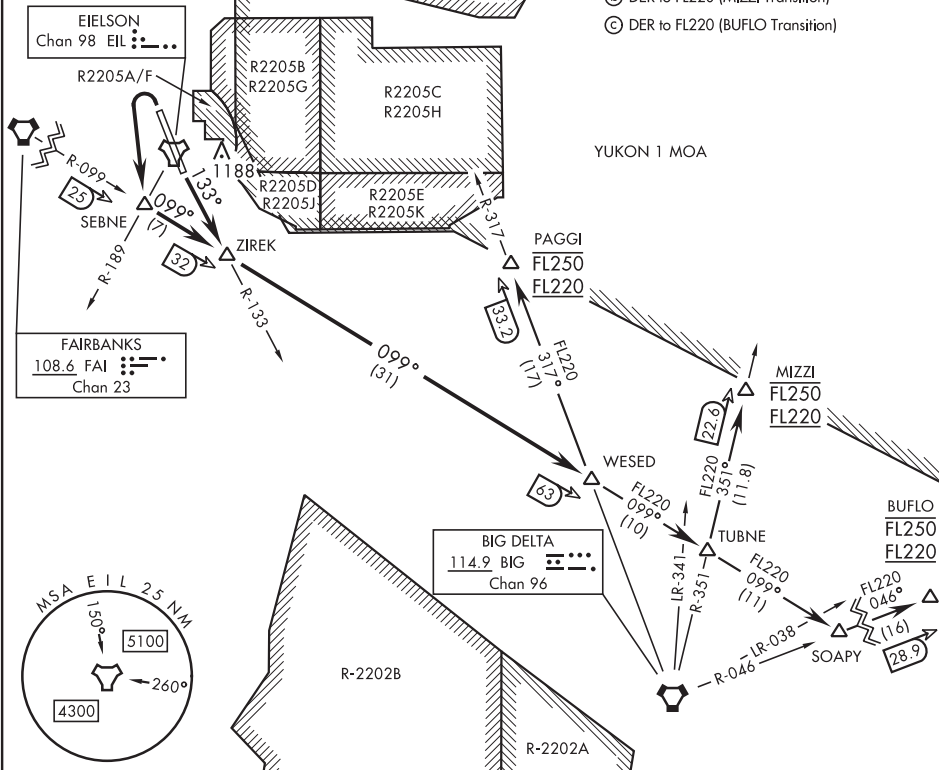 Ⓑ DER to FL220 (MIZZI Transition)
Ⓒ DER to FL220 (BUFLO Transition)
EIELSON
Chan 98 EIL
R2205A/F
R2205B
R2205G
R2205C
R2205H
YUKON 1 MOA
R-099
25
SEBNE
133°
1188
R2205D
R2205J
R2205E
R2205K
R-317
099°
(7)
32
ZIREK
R-189
R-133
PAGGI
FL250
FL220
33.2
FL220
317°
(17)
FAIRBANKS
108.6 FAI
Chan 23
099°
(31)
MIZZI
FL250
FL220
22.6
FL220
351°
(11.8)
WESED
63
FL220
099°
(10)
TUBNE
BUFLO
FL250
FL220
BIG DELTA
114.9 BIG
Chan 96
LR-341
R-351
FL220
099°
(11)
FL220
046°
(16)
28.9
LR-038
R-046
SOAPY
MSA EIL 25 NM
150°
5100
260°
4300
R-2202B
R-2202A